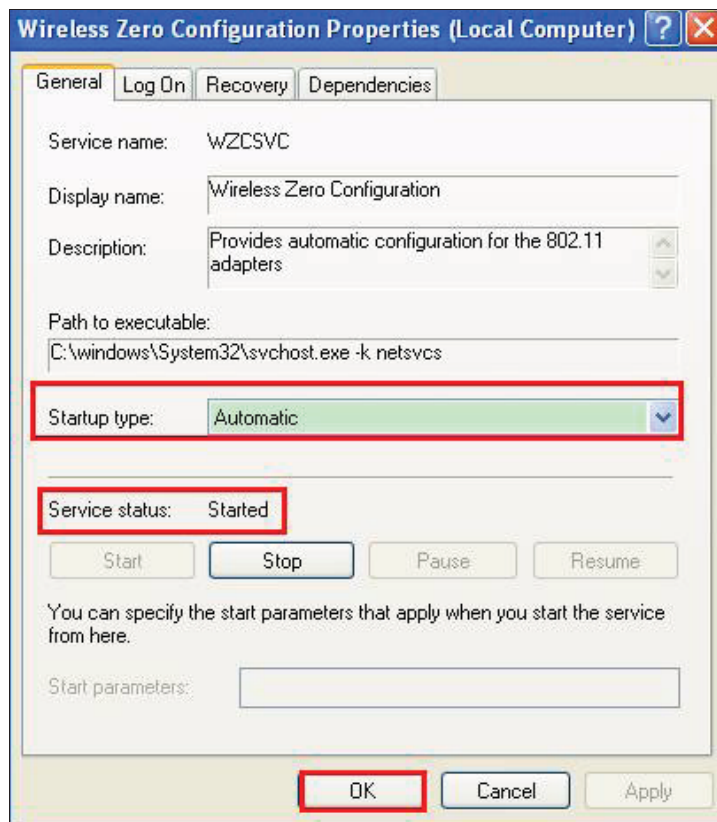 Wireless Zero Configuration Properties (Local Computer)
General Log On Recovery Dependencies
Service name: WZCSVC
Display name: Wireless Zero Configuration
Description: Provides automatic configuration for the 802.11
adapters
Path to executable:
C:\windows\System32\svchost.exe -k netsvcs
Startup type: Automatic
Service status: Started
Start Stop Pause Resume
You can specify the start parameters that apply when you start the service
from here.
Start parameters:
OK Cancel Apply